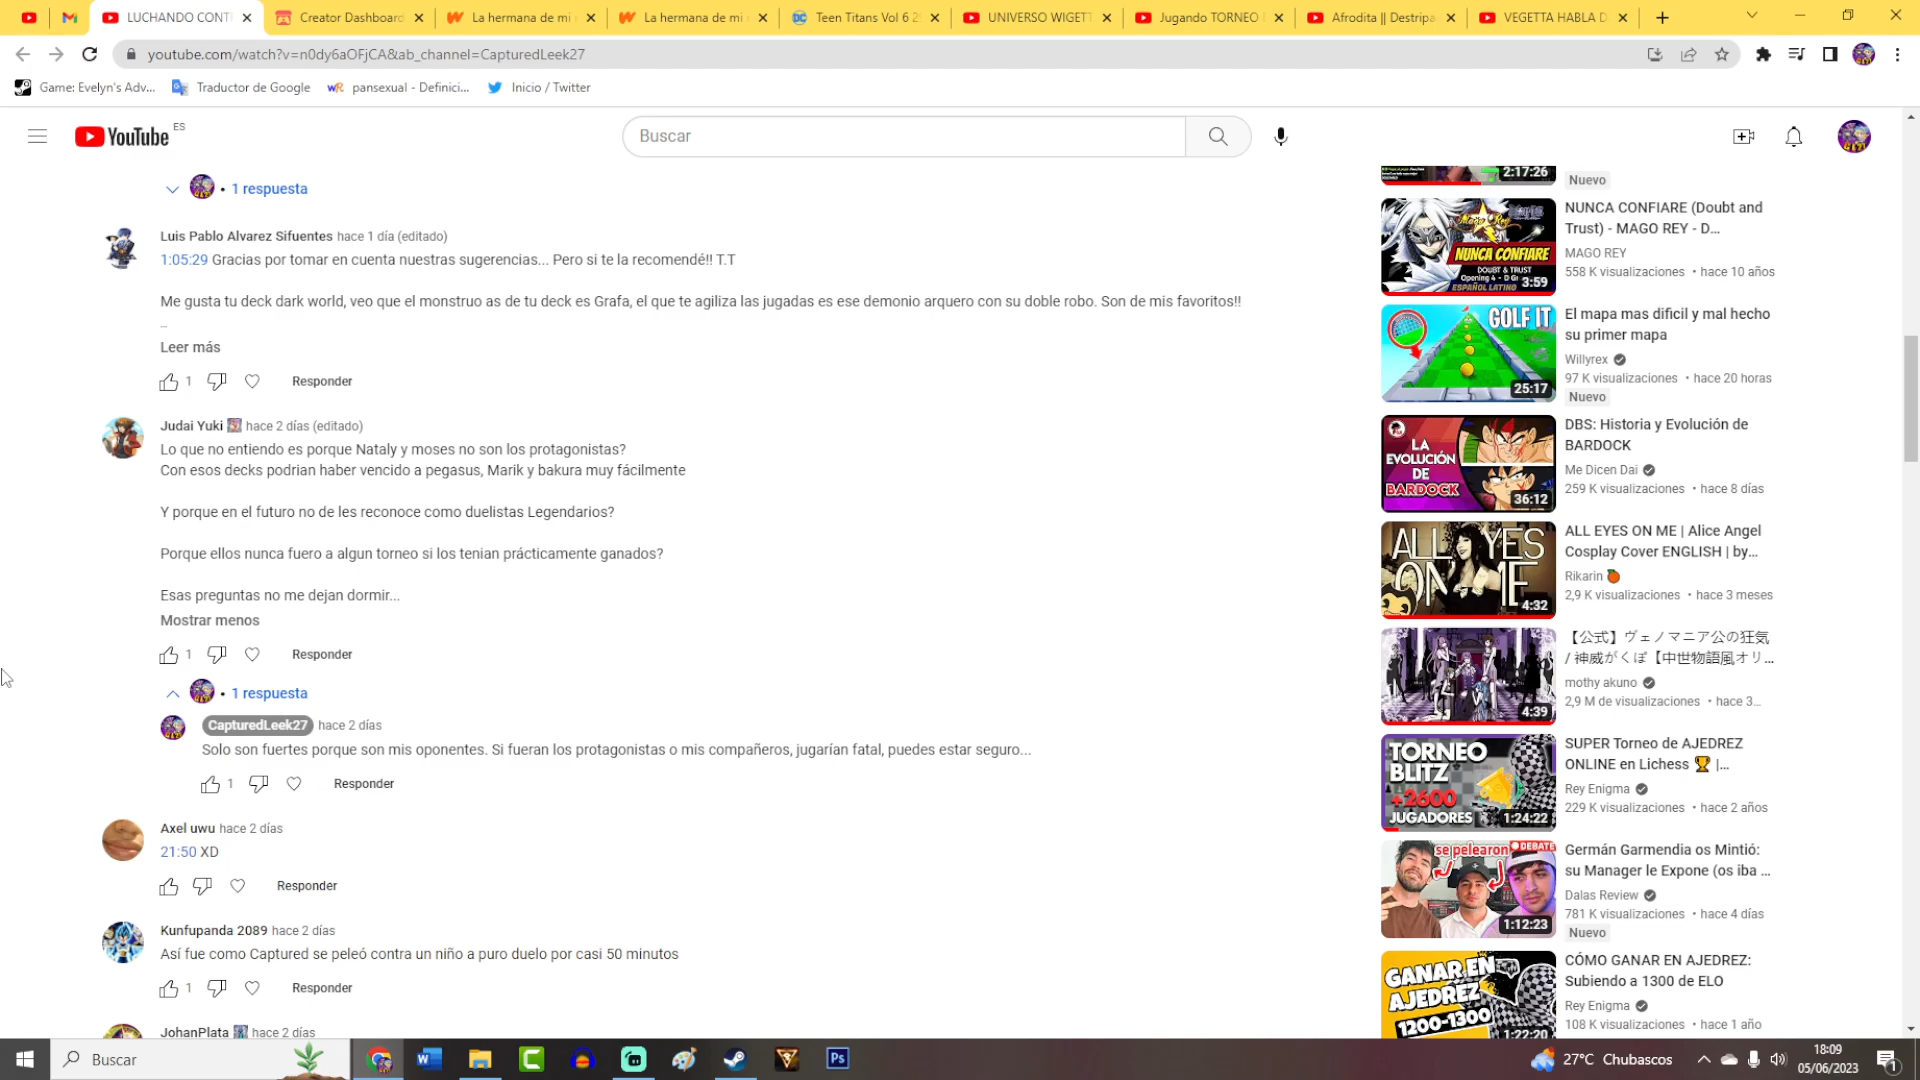 LUCHANDO CONT
Creator Dashboard
La hermana de mi
La hermana de mi
Teen Titans Vol 6 2
UNIVERSO WIGETT
Jugando TORNEO
Afrodita || Destripa
VEGETTA HABLA D
youtube.com/watch?v=n0dy6aOFjCA&ab_channel=CapturedLeek27
Game: Evelyn's Adv...
Traductor de Google
pansexual - Definici...
Inicio / Twitter
YouTube ES
Buscar
1 respuesta
Luis Pablo Alvarez Sifuentes hace 1 día (editado)
1:05:29 Gracias por tomar en cuenta nuestras sugerencias... Pero si te la recomendé!! T.T
Me gusta tu deck dark world, veo que el monstruo as de tu deck es Grafa, el que te agiliza las jugadas es ese demonio arquero con su doble robo. Son de mis favoritos!!
Leer más
1 Responder
Judai Yuki hace 2 días (editado)
Lo que no entiendo es porque Nataly y moses no son los protagonistas?
Con esos decks podrian haber vencido a pegasus, Marik y bakura muy fácilmente
Y porque en el futuro no de les reconoce como duelistas Legendarios?
Porque ellos nunca fuero a algun torneo si los tenian prácticamente ganados?
Esas preguntas no me dejan dormir...
Mostrar menos
1 Responder
1 respuesta
CapturedLeek27 hace 2 días
Solo son fuertes porque son mis oponentes. Si fueran los protagonistas o mis compañeros, jugarían fatal, puedes estar seguro...
1 Responder
Axel uwu hace 2 días
21:50 XD
Responder
Kunfupanda 2089 hace 2 días
Así fue como Captured se peleó contra un niño a puro duelo por casi 50 minutos
1 Responder
JohanPlata hace 2 días
2:17:26
Nuevo
MAGO REY
NUNCA CONFIARE
DOUBT & TRUST
ESPAÑOL LATINO
3:59
NUNCA CONFIARE (Doubt and
Trust) - MAGO REY - D...
MAGO REY
558 K visualizaciones • hace 10 años
GOLF IT
25:17
El mapa mas dificil y mal hecho
su primer mapa
Willyrex
97 K visualizaciones • hace 20 horas
Nuevo
LA
EVOLUCIÓN
DE
BARDOCK
36:12
DBS: Historia y Evolución de
BARDOCK
Me Dicen Dai
259 K visualizaciones • hace 8 días
ALL EYES
ON ME
4:32
ALL EYES ON ME | Alice Angel
Cosplay Cover ENGLISH | by...
Rikarin
2,9 K visualizaciones • hace 3 meses
4:39
【公式】ヴェノマニア公の狂気
/ 神威がくぽ【中世物語風オリ...
mothy akuno
2,9 M de visualizaciones • hace 3...
TORNEO
BLITZ
+2600
JUGADORES
1:24:22
SUPER Torneo de AJEDREZ
ONLINE en Lichess 🏆 |...
Rey Enigma
229 K visualizaciones • hace 2 años
se pelearon
DEBATE
1:12:23
Germán Garmendia os Mintió:
su Manager le Expone (os iba ...
Dalas Review
781 K visualizaciones • hace 4 días
Nuevo
GANAR EN
AJEDREZ
1200-1300
1:22:20
CÓMO GANAR EN AJEDREZ:
Subiendo a 1300 de ELO
Rey Enigma
108 K visualizaciones • hace 1 año
Buscar
27°C Chubascos
18:09
05/06/2023
1